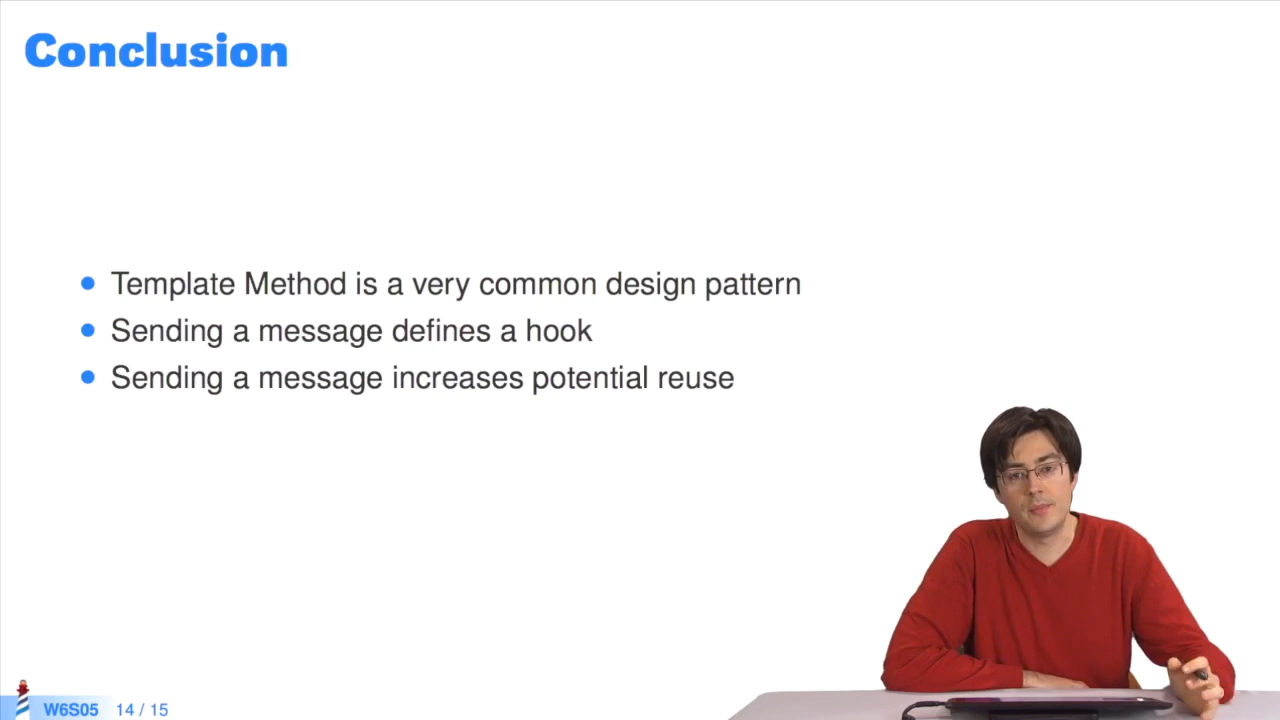 Conclusion
Template Method is a very common design pattern
Sending a message defines a hook
Sending a message increases potential reuse
W6S05 14 / 15